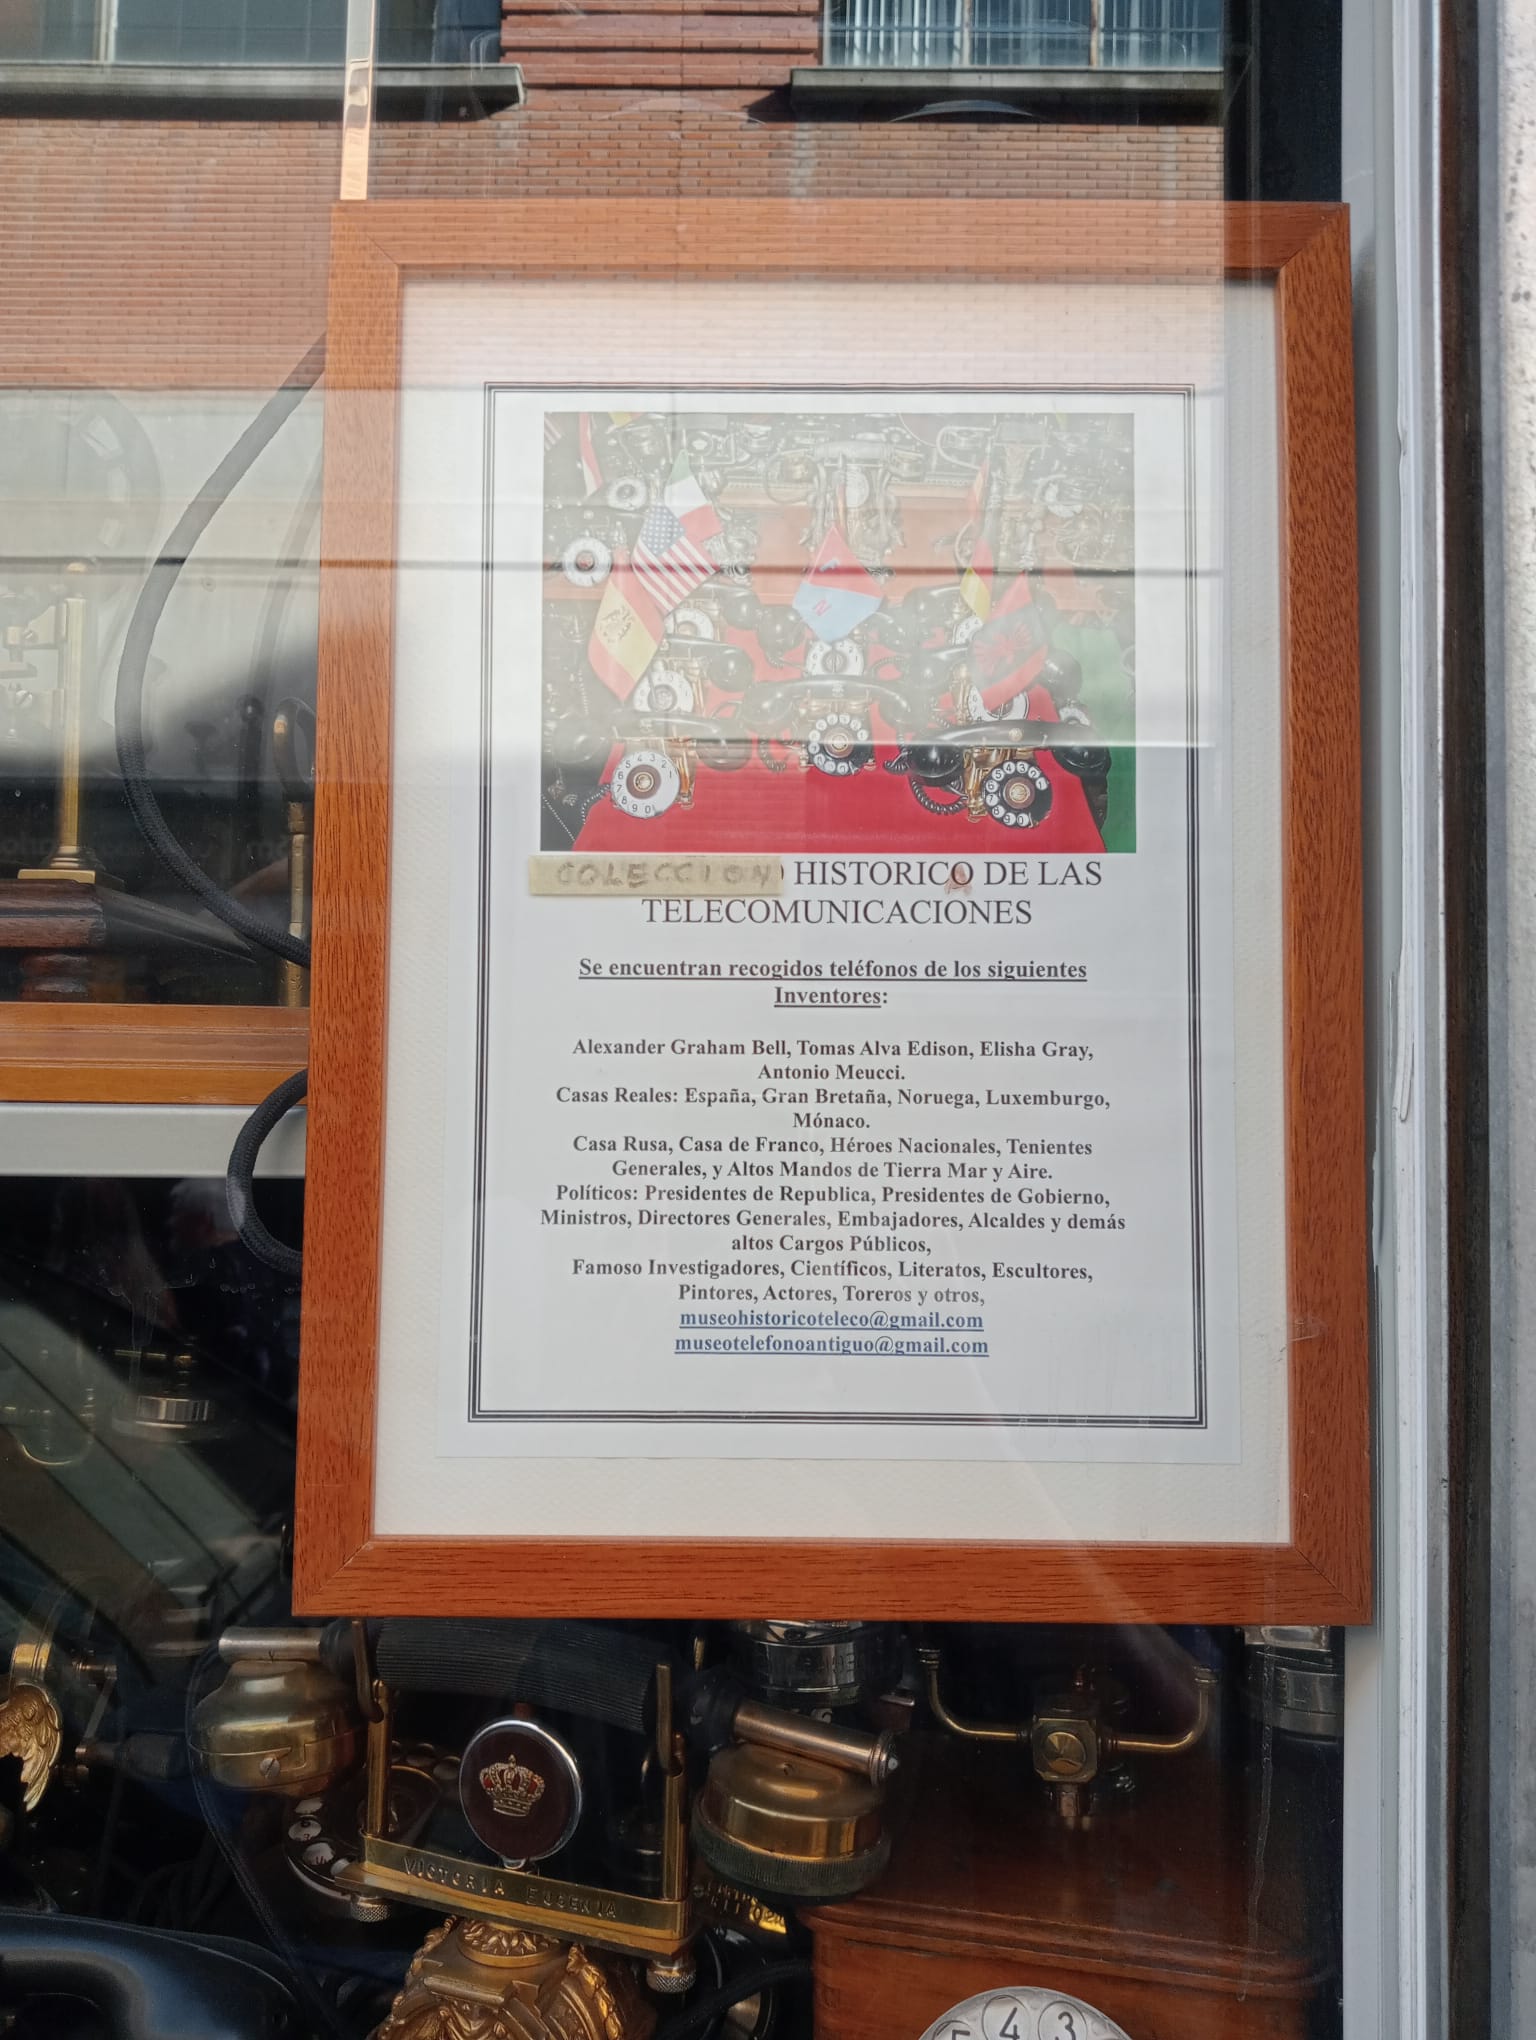 COLECCION HISTORICA DE LAS
TELECOMUNICACIONES
Se encuentran recogidos teléfonos de los siguientes
Inventores:
Alexander Graham Bell, Tomas Alva Edison, Elisha Gray,
Antonio Meucci.
Casas Reales: España, Gran Bretaña, Noruega, Luxemburgo,
Mónaco.
Casa Rusa, Casa de Franco, Héroes Nacionales, Tenientes
Generales, y Altos Mandos de Tierra Mar y Aire.
Políticos: Presidentes de Republica, Presidentes de Gobierno,
Ministros, Directores Generales, Embajadores, Alcaldes y demás
altos Cargos Públicos,
Famoso Investigadores, Científicos, Literatos, Escultores,
Pintores, Actores, Toreros y otros,
museohistoricoteleco@gmail.com
museotelefonoantiguo@gmail.com
VICTORIA EUGENIA
5 4 3